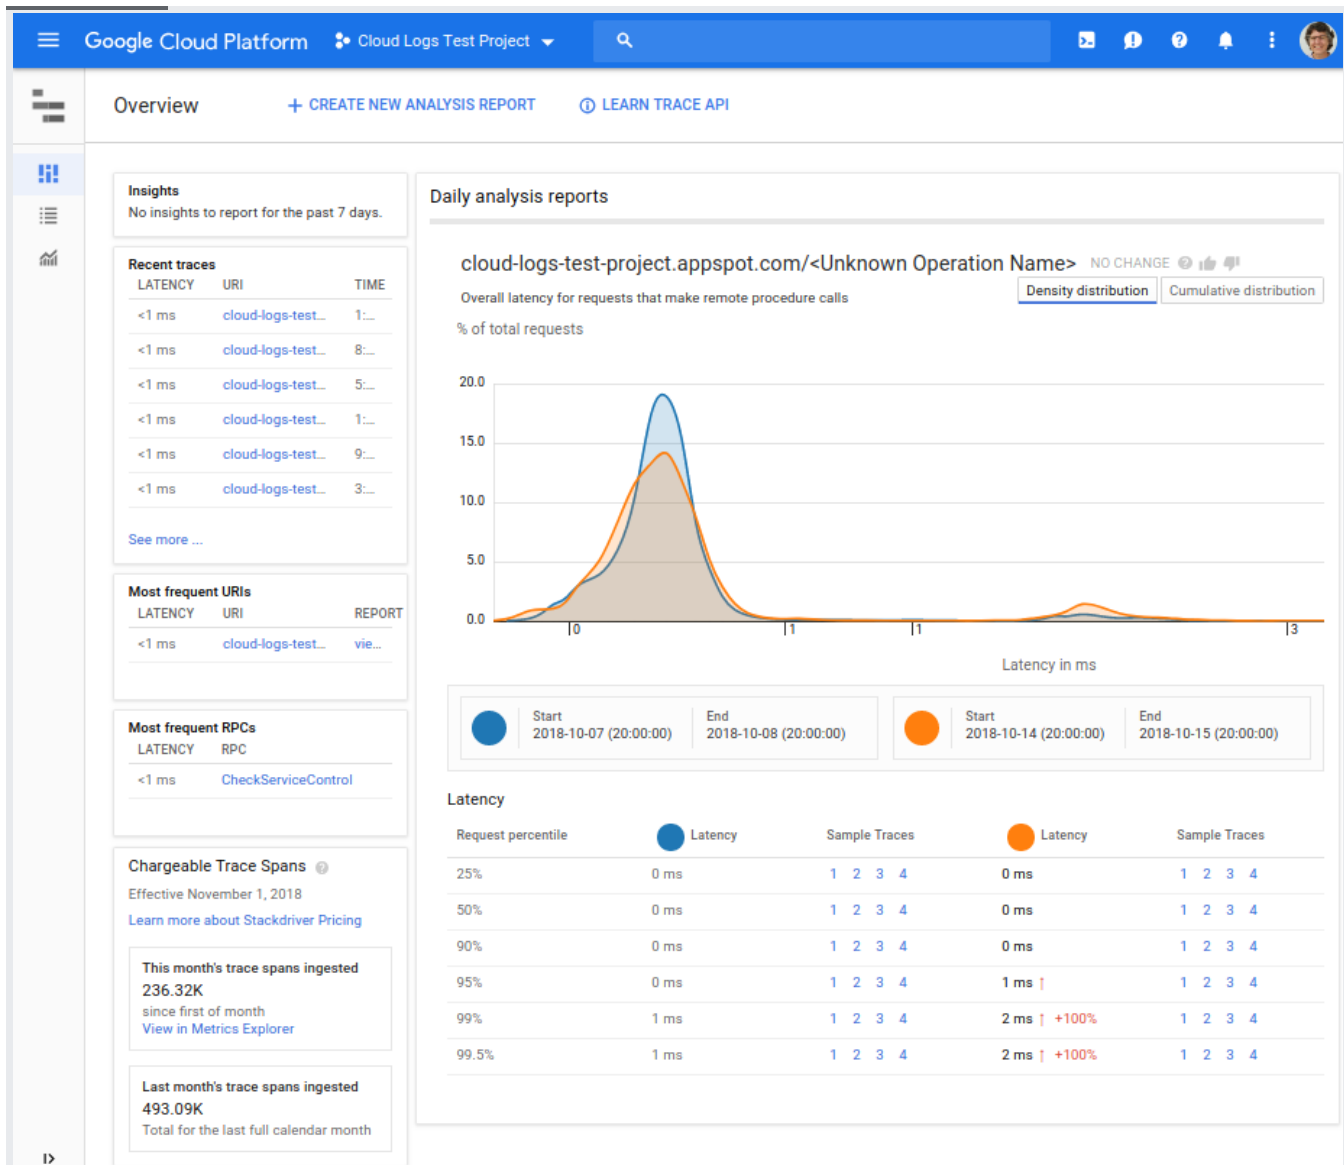 Google Cloud Platform Cloud Logs Test Project
Overview + CREATE NEW ANALYSIS REPORT LEARN TRACE API
Insights
No insights to report for the past 7 days.
Recent traces
LATENCY URI TIME
<1 ms cloud-logs-test... 1:...
<1 ms cloud-logs-test... 8:...
<1 ms cloud-logs-test... 5:...
<1 ms cloud-logs-test... 1:...
<1 ms cloud-logs-test... 9:...
<1 ms cloud-logs-test... 3:...
See more ...
Most frequent URIs
LATENCY URI REPORT
<1 ms cloud-logs-test... vie...
Most frequent RPCs
LATENCY RPC
<1 ms CheckServiceControl
Chargeable Trace Spans
Effective November 1, 2018
Learn more about Stackdriver Pricing
This month's trace spans ingested
236.32K
since first of month
View in Metrics Explorer
Last month's trace spans ingested
493.09K
Total for the last full calendar month
Daily analysis reports
cloud-logs-test-project.appspot.com/<Unknown Operation Name> NO CHANGE
Overall latency for requests that make remote procedure calls
Density distribution Cumulative distribution
% of total requests
20.0
15.0
10.0
5.0
0.0
0 1 1 3
Latency in ms
Start End Start End
2018-10-07 (20:00:00) 2018-10-08 (20:00:00) 2018-10-14 (20:00:00) 2018-10-15 (20:00:00)
Latency
Request percentile Latency Sample Traces Latency Sample Traces
25% 0 ms 1 2 3 4 0 ms 1 2 3 4
50% 0 ms 1 2 3 4 0 ms 1 2 3 4
90% 0 ms 1 2 3 4 0 ms 1 2 3 4
95% 0 ms 1 2 3 4 1 ms ↑ 1 2 3 4
99% 1 ms 1 2 3 4 2 ms ↑ +100% 1 2 3 4
99.5% 1 ms 1 2 3 4 2 ms ↑ +100% 1 2 3 4